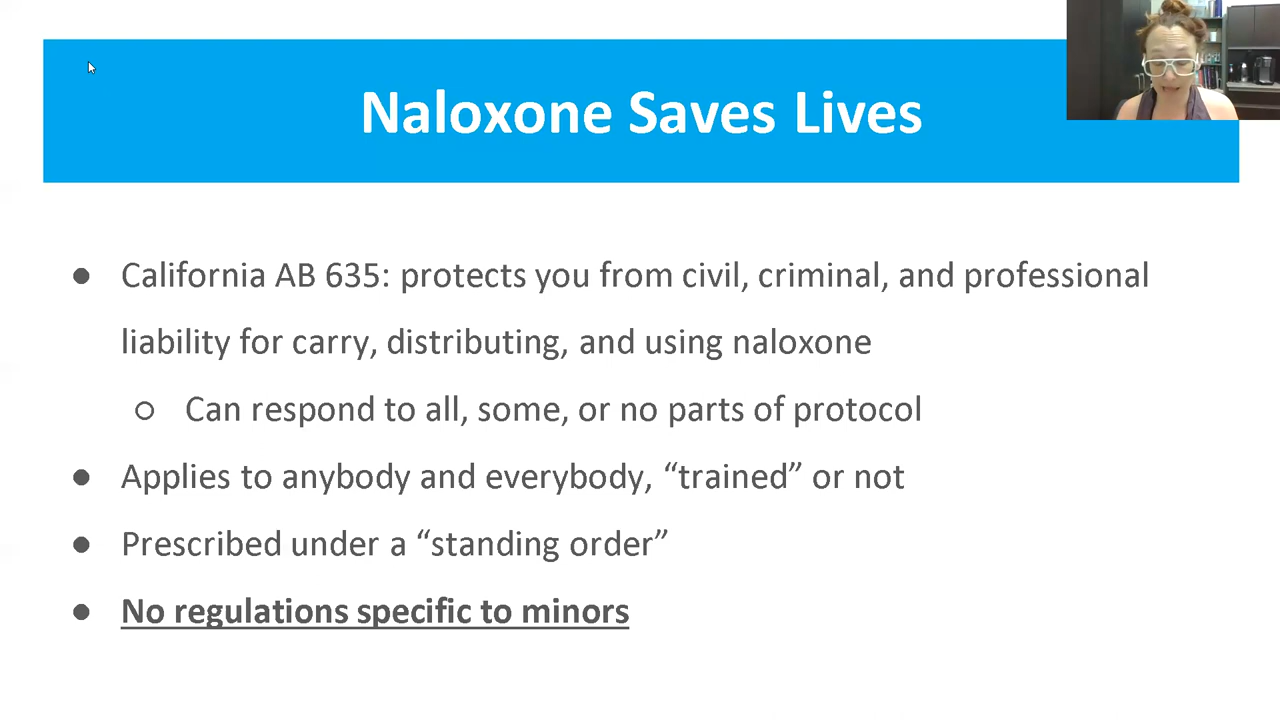 Naloxone Saves Lives
● California AB 635: protects you from civil, criminal, and professional
liability for carry, distributing, and using naloxone
○ Can respond to all, some, or no parts of protocol
● Applies to anybody and everybody, “trained” or not
● Prescribed under a “standing order”
● No regulations specific to minors